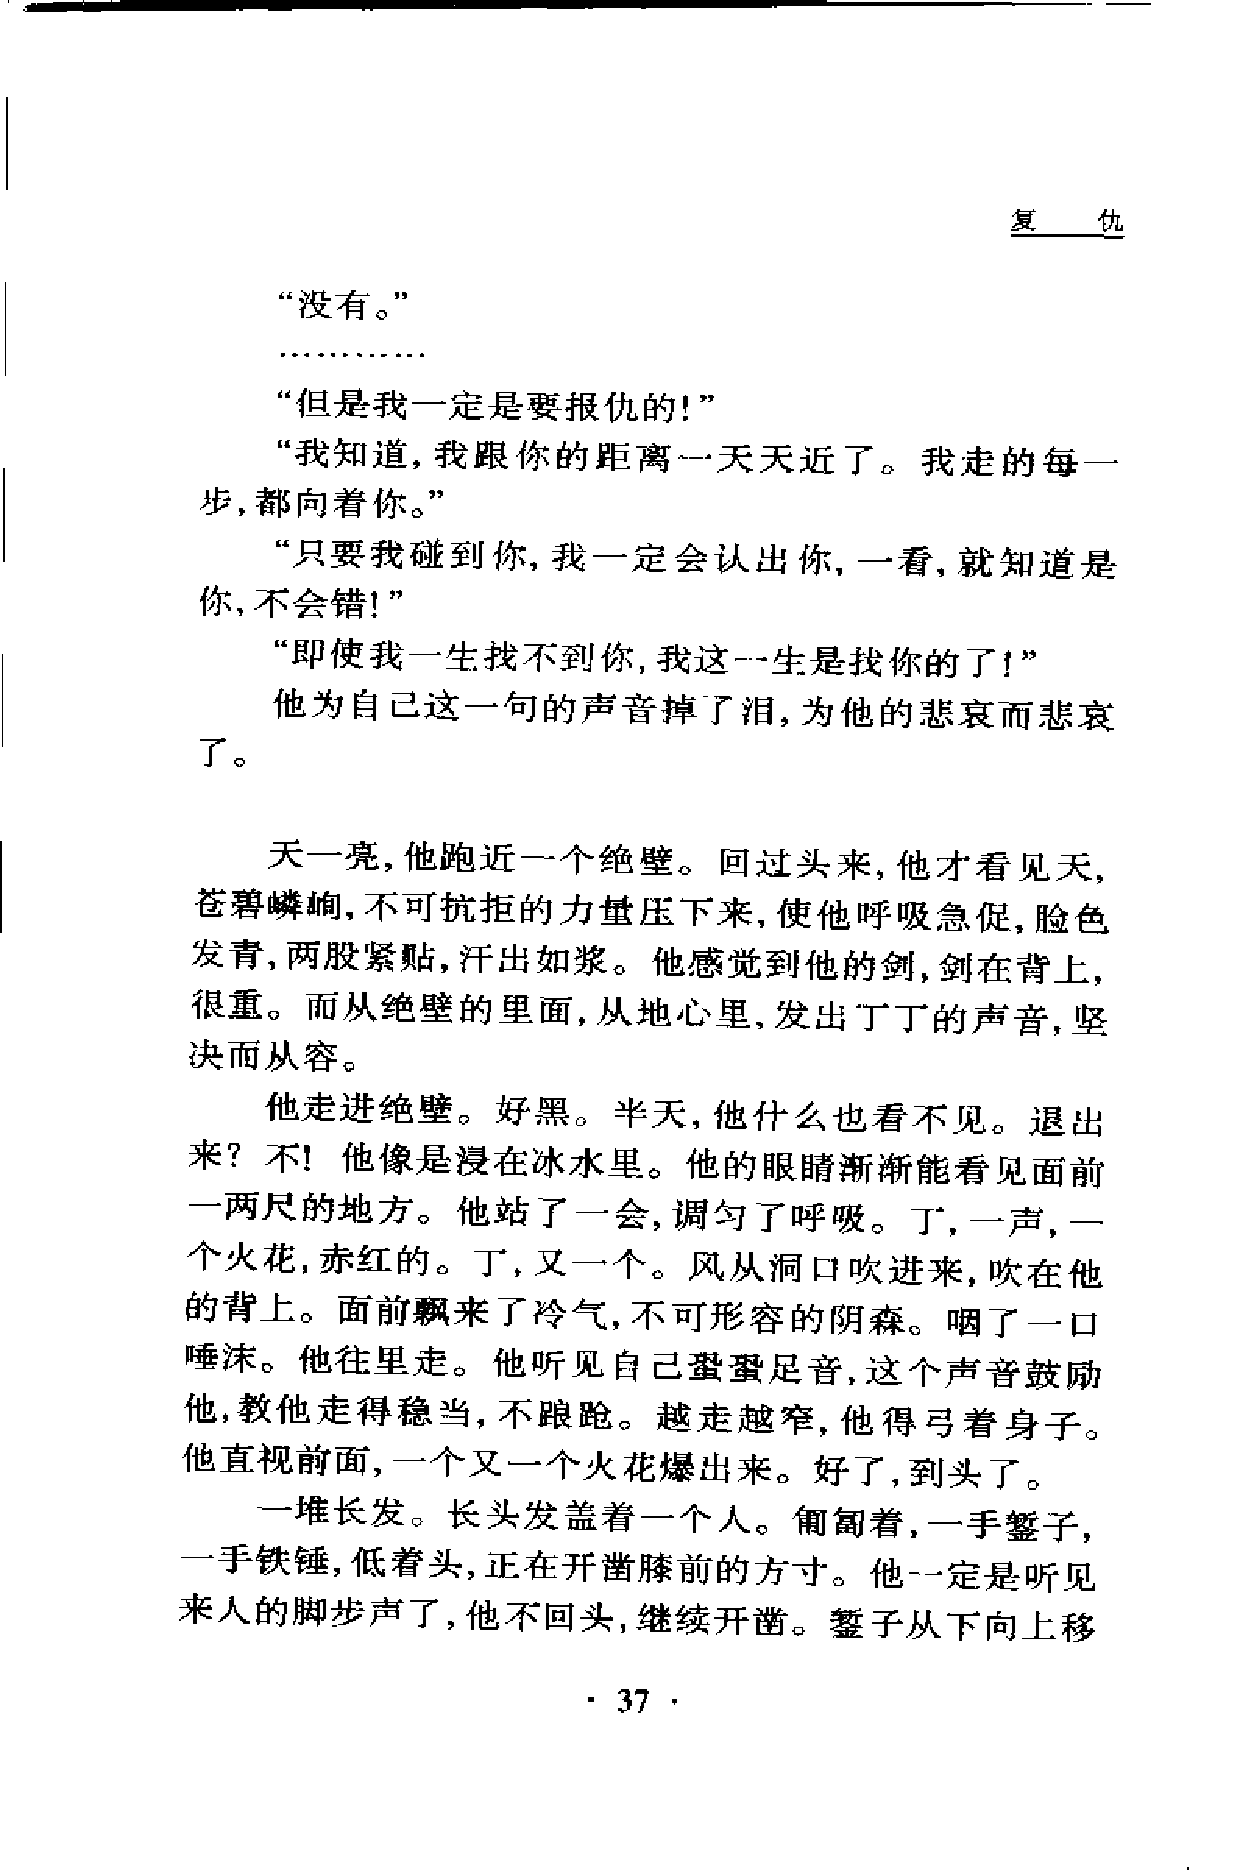 复 仇
“没有。”
…………
“但是我一定是要报仇的!”
“我知道,我跟你的距离一天天近了。我走的每一
步,都向着你。”
“只要我碰到你,我一定会认出你,一看,就知道是
你,不会错!”
“即使我一生找不到你,我这一生是找你的了!”
他为自己这一句的声音掉了泪,为他的悲哀而悲哀
了。
天一亮,他跑近一个绝壁。回过头来,他才看见天,
苍碧嶙峋,不可抗拒的力量压下来,使他呼吸急促,脸色
发青,两股紧贴,汗出如浆。他感觉到他的剑,剑在背上,
很重。而从绝壁的里面,从地心里,发出丁丁的声音,坚
决而从容。
他走进绝壁。好黑。半天,他什么也看不见。退出
来?不!他像是浸在冰水里。他的眼睛渐渐能看见面前
一两尺的地方。他站了一会,调匀了呼吸。丁,一声,一
个火花,赤红的。丁,又一个。风从洞口吹进来,吹在他
的背上。面前飘来了冷气,不可形容的阴森。咽了一口
唾沫。他往里走。他听见自己跫跫足音,这个声音鼓励
他,教他走得稳当,不踉跄。越走越窄,他得弓着身子。
他直视前面,一个又一个火花爆出来。好了,到头了。
一堆长发。长头发盖着一个人。匍匐着,一手錾子,
一手铁锤,低着头,正在开凿膝前的方寸。他一定是听见
来人的脚步声了,他不回头,继续开凿。錾子从下向上移
· 37 ·